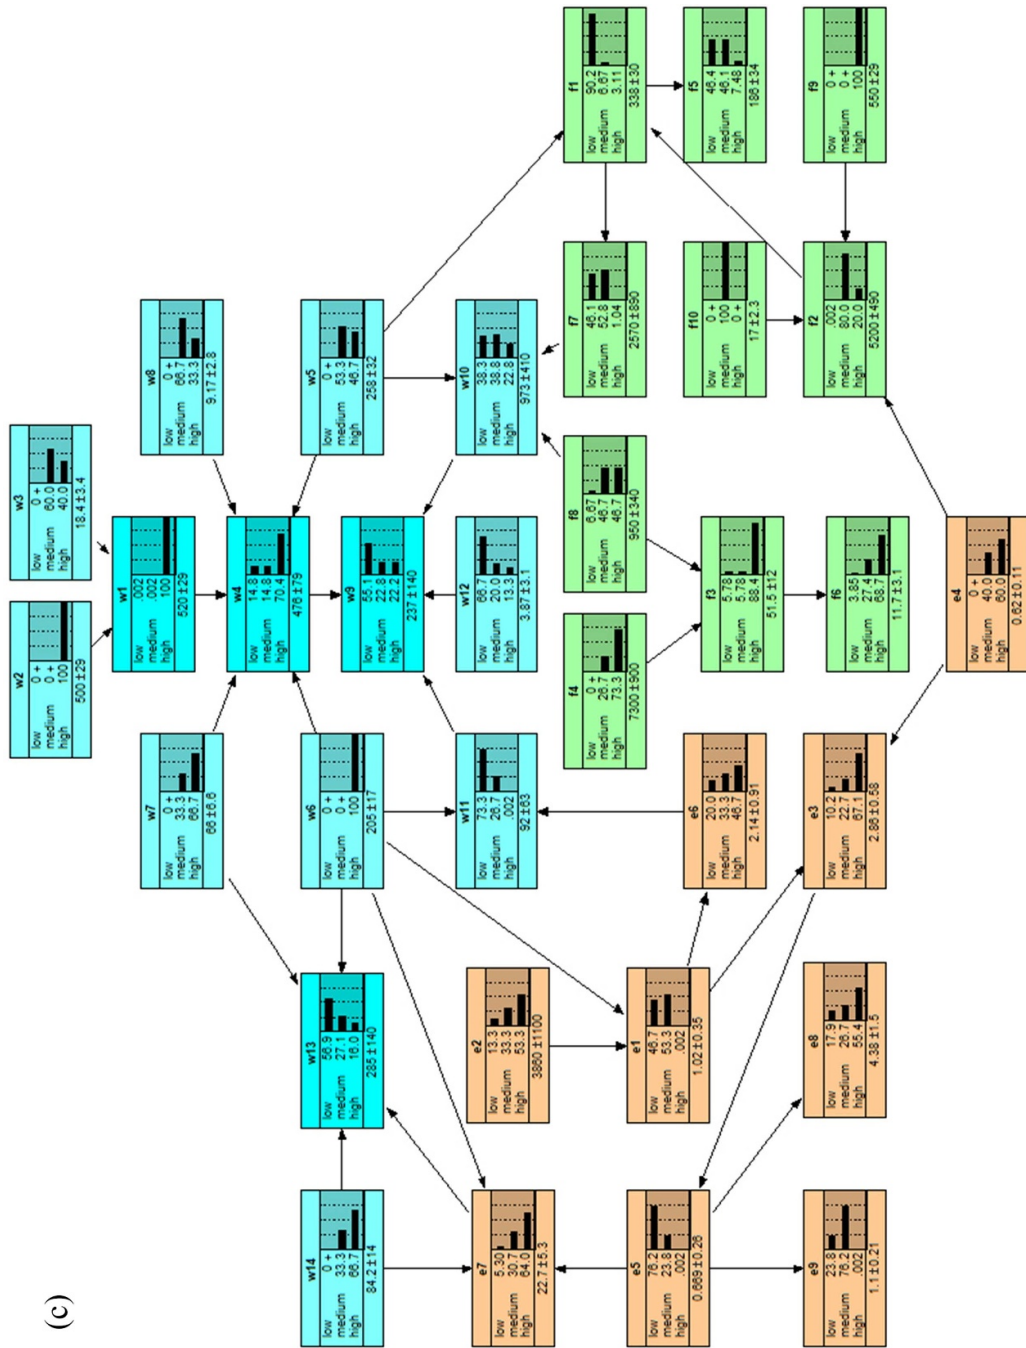 (c)
w2
low 0 +
medium 0 +
high 100
500 ± 29
w3
low 0 +
medium 60.0
high 40.0
18.4 ± 3.4
w1
low .002
medium .002
high 100
520 ± 29
w7
low 0 +
medium 33.3
high 66.7
66 ± 6.6
w8
low 0 +
medium 66.7
high 33.3
9.17 ± 2.8
w4
low 14.8
medium 14.8
high 70.4
476 ± 79
w14
low 0 +
medium 33.3
high 66.7
84.2 ± 14
w13
low 56.9
medium 27.1
high 16.0
285 ± 140
w6
low 0 +
medium 0 +
high 100
205 ± 17
w9
low 55.1
medium 22.8
high 22.2
237 ± 140
w5
low 0 +
medium 53.3
high 46.7
258 ± 32
e7
low 5.30
medium 30.7
high 64.0
22.7 ± 5.3
e2
low 13.3
medium 33.3
high 53.3
3860 ± 1100
w11
low 73.3
medium 26.7
high .002
92 ± 63
w12
low 66.7
medium 20.0
high 13.3
3.87 ± 3.1
w10
low 38.3
medium 38.8
high 22.8
973 ± 410
f4
low 0 +
medium 26.7
high 73.3
7300 ± 900
f8
low 6.67
medium 46.7
high 46.7
950 ± 340
f7
low 46.1
medium 52.8
high 1.04
2570 ± 890
f1
low 90.2
medium 6.67
high 3.11
338 ± 30
e5
low 76.2
medium 23.8
high .002
0.669 ± 0.26
e1
low 46.7
medium 53.3
high .002
1.02 ± 0.35
e6
low 20.0
medium 33.3
high 46.7
2.14 ± 0.91
f3
low 5.78
medium 5.78
high 88.4
51.5 ± 12
f10
low 0 +
medium 100
high 0 +
17 ± 2.3
f5
low 46.4
medium 46.1
high 7.48
186 ± 34
e9
low 23.8
medium 76.2
high .002
1.1 ± 0.21
e8
low 17.9
medium 26.7
high 55.4
4.38 ± 1.5
e3
low 10.2
medium 22.7
high 67.1
2.86 ± 0.58
f6
low 3.85
medium 27.4
high 68.7
11.7 ± 3.1
f2
low .002
medium 80.0
high 20.0
5200 ± 490
f9
low 0 +
medium 0 +
high 100
550 ± 29
e4
low 0 +
medium 40.0
high 60.0
0.62 ± 0.11